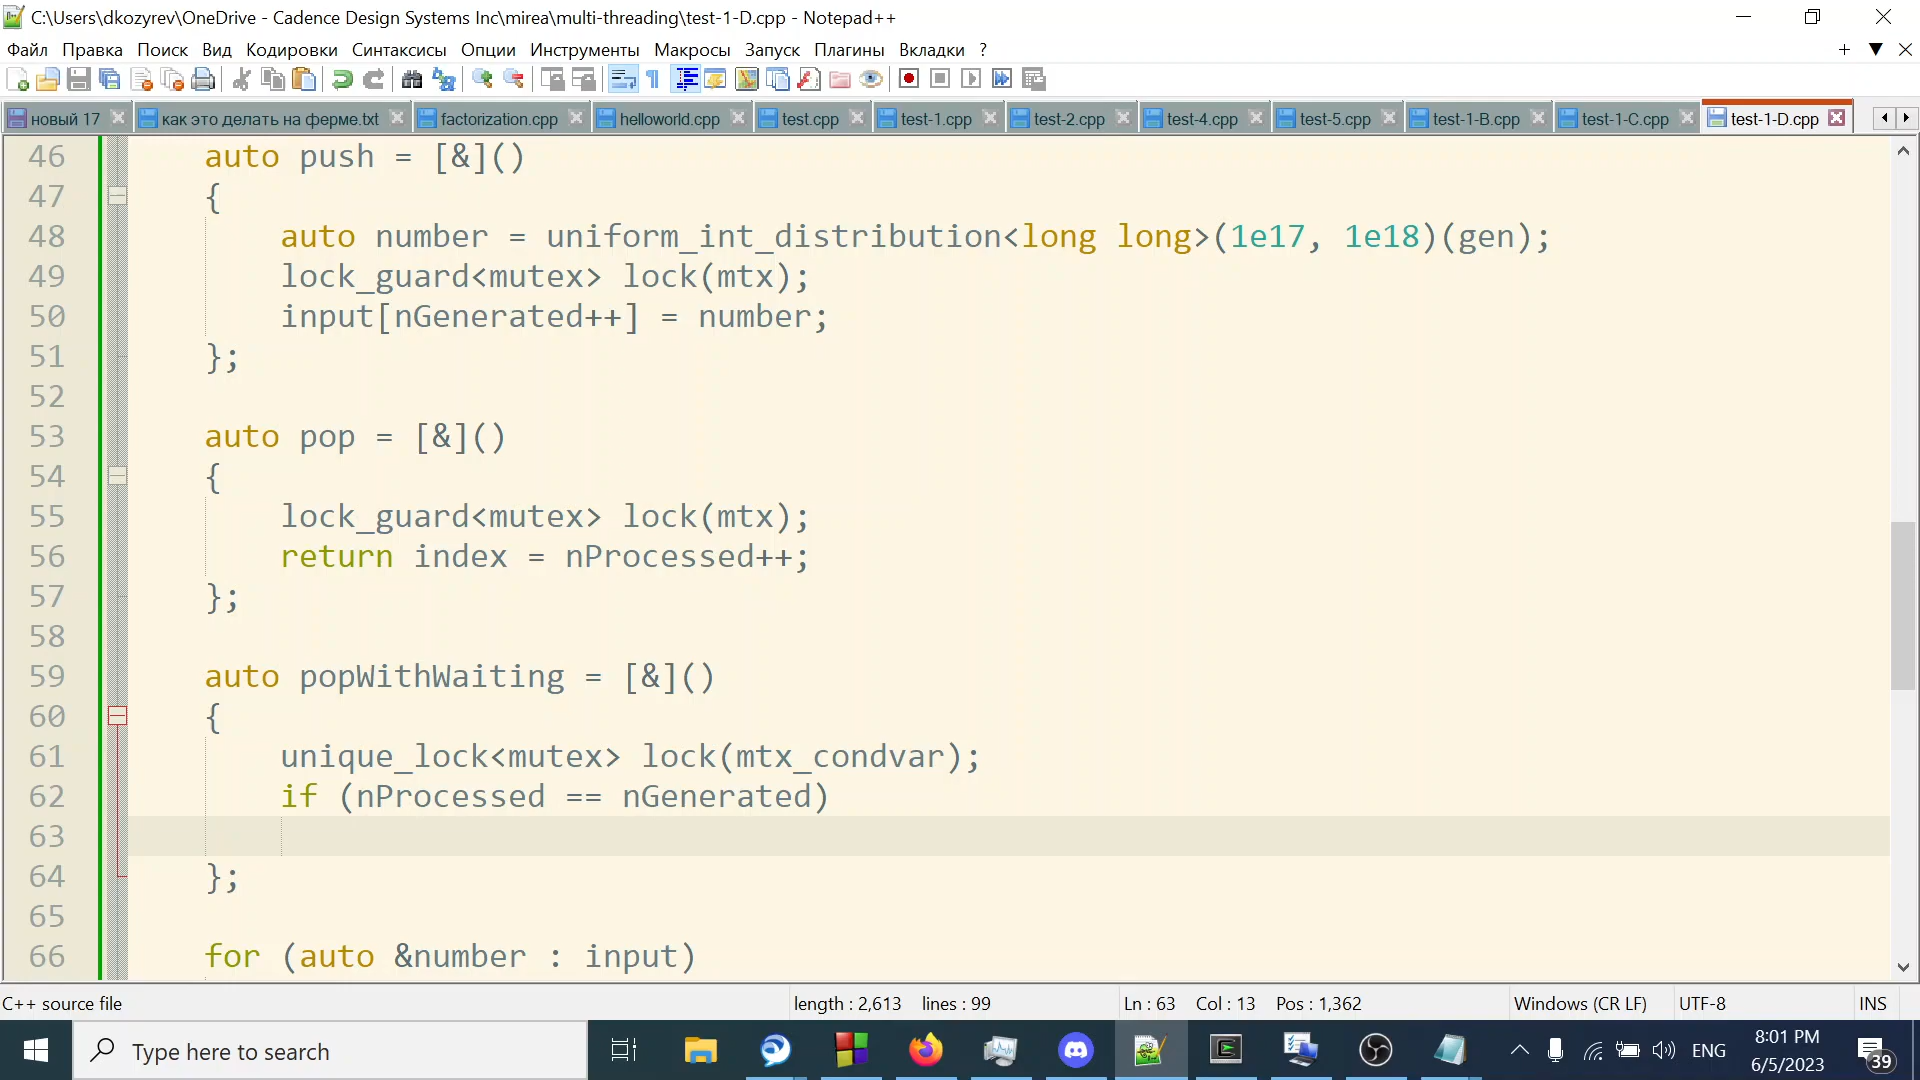 C:\Users\dkozyrev\OneDrive - Cadence Design Systems Inc\mirea\multi-threading\test-1-D.cpp - Notepad++
Файл Правка Поиск Вид Кодировки Синтаксисы Опции Инструменты Макросы Запуск Плагины Вкладки ?
новый 17 как это делать на ферме.txt factorization.cpp helloworld.cpp test.cpp test-1.cpp test-2.cpp test-4.cpp test-5.cpp test-1-B.cpp test-1-C.cpp test-1-D.cpp
46 auto push = [&]()
47 {
48 auto number = uniform_int_distribution<long long>(1e17, 1e18)(gen);
49 lock_guard<mutex> lock(mtx);
50 input[nGenerated++] = number;
51 };
52
53 auto pop = [&]()
54 {
55 lock_guard<mutex> lock(mtx);
56 return index = nProcessed++;
57 };
58
59 auto popWithWaiting = [&]()
60 {
61 unique_lock<mutex> lock(mtx_condvar);
62 if (nProcessed == nGenerated)
63
64 };
65
66 for (auto &number : input)
C++ source file length : 2,613 lines : 99 Ln : 63 Col : 13 Pos : 1,362 Windows (CR LF) UTF-8 INS
Type here to search ENG 8:01 PM
6/5/2023 39